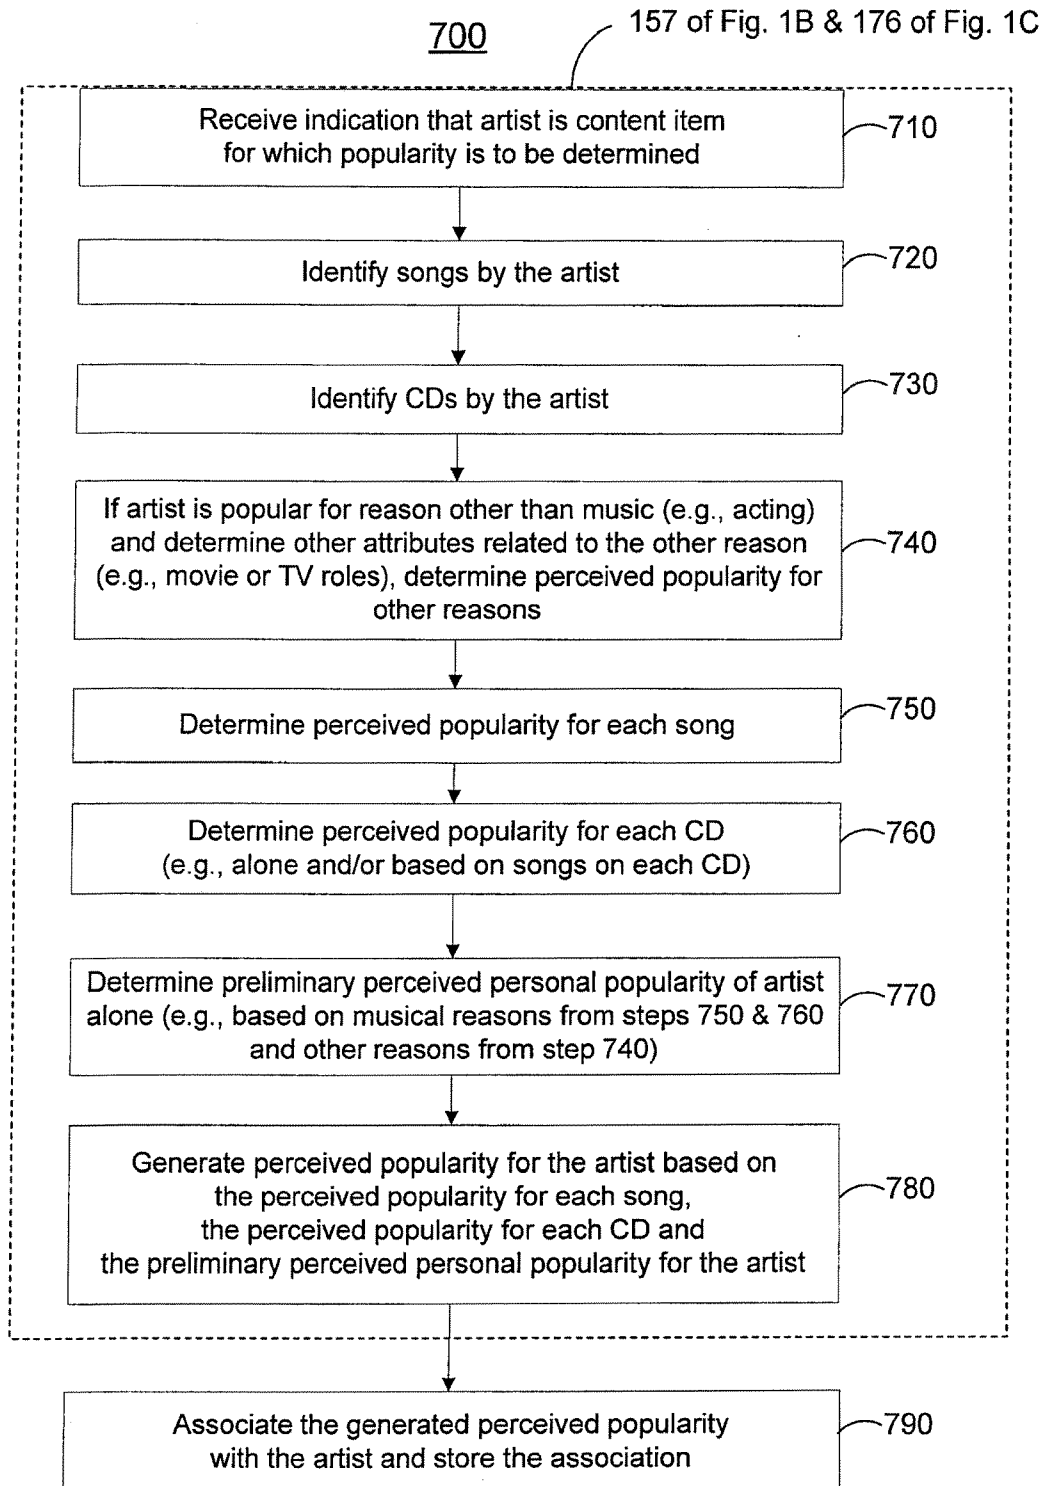 700
157 of Fig. 1B & 176 of Fig. 1C
Receive indication that artist is content item
for which popularity is to be determined
710
Identify songs by the artist
720
Identify CDs by the artist
730
If artist is popular for reason other than music (e.g., acting)
and determine other attributes related to the other reason
(e.g., movie or TV roles), determine perceived popularity for
other reasons
740
Determine perceived popularity for each song
750
Determine perceived popularity for each CD
(e.g., alone and/or based on songs on each CD)
760
Determine preliminary perceived personal popularity of artist
alone (e.g., based on musical reasons from steps 750 & 760
and other reasons from step 740)
770
Generate perceived popularity for the artist based on
the perceived popularity for each song,
the perceived popularity for each CD and
the preliminary perceived personal popularity for the artist
780
Associate the generated perceived popularity
with the artist and store the association
790